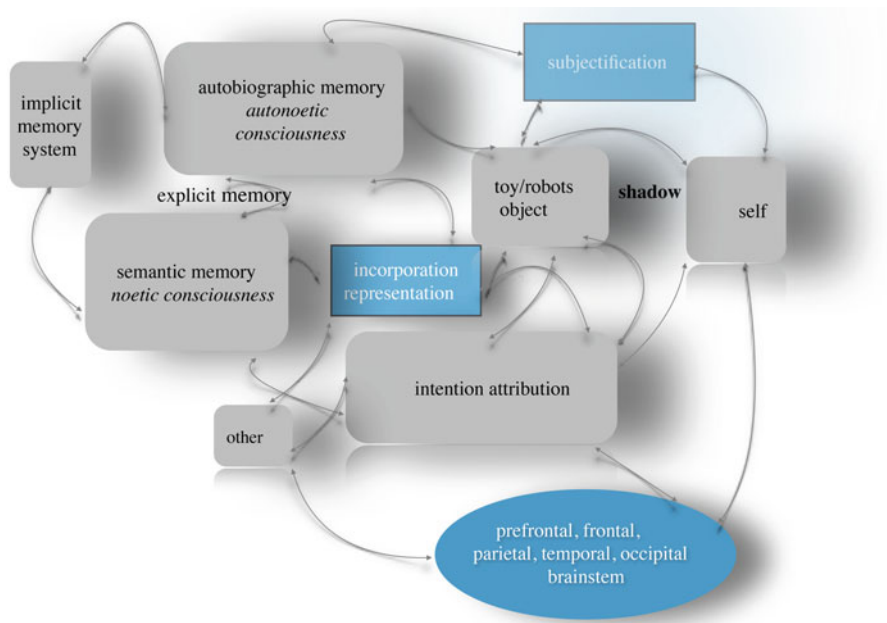 subjectification
autobiographic memory
autonoetic
consciousness
implicit
memory
system
explicit memory
toy/robots
object
shadow
self
semantic memory
noetic consciousness
incorporation
representation
intention attribution
other
prefrontal, frontal,
parietal, temporal, occipital
brainstem